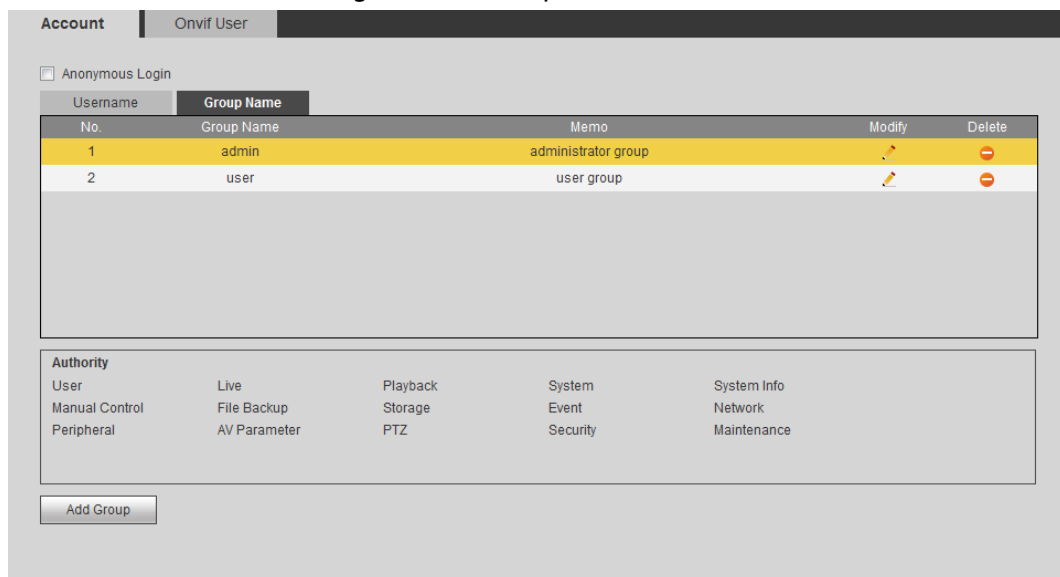 Account Onvif User
Anonymous Login
Username Group Name
No. Group Name Memo Modify Delete
1 admin administrator group
2 user user group
Authority
User Live Playback System System Info
Manual Control File Backup Storage Event Network
Peripheral AV Parameter PTZ Security Maintenance
Add Group